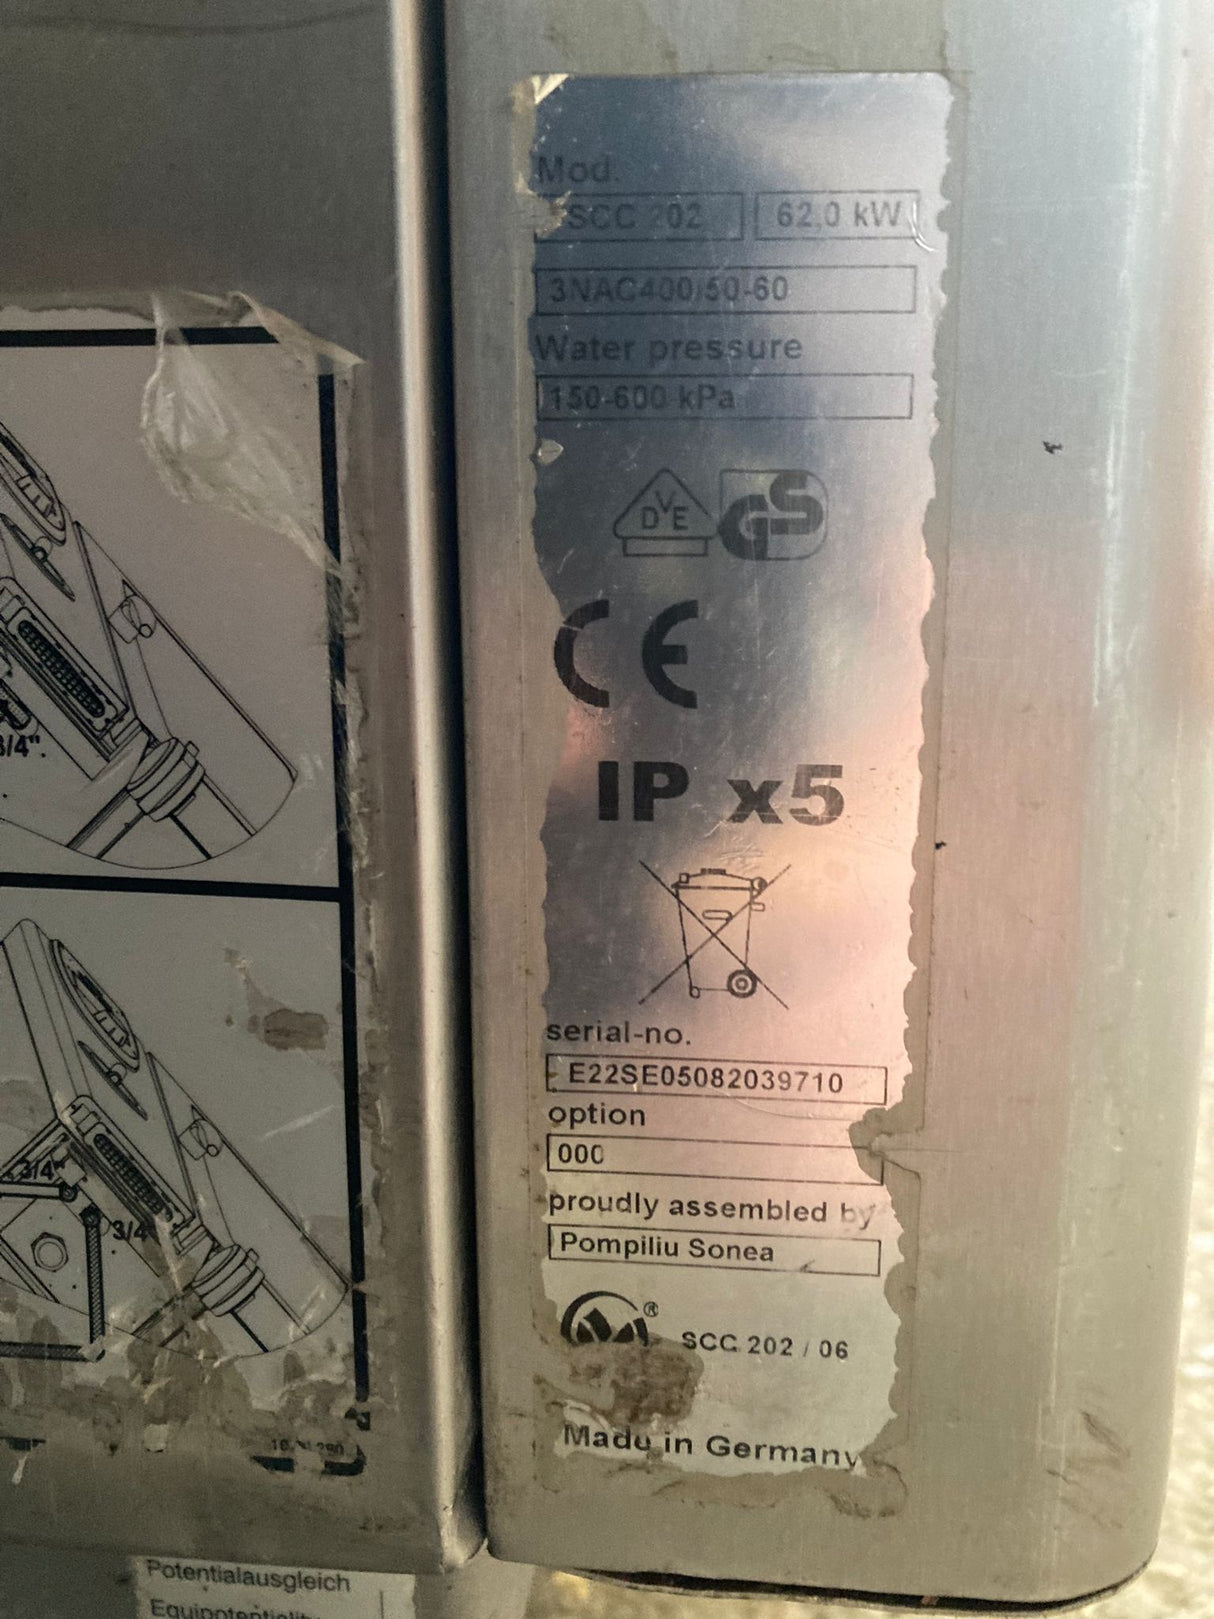 Mod.
SCC 202 62,0 kW
3NAC400/50-60
Water pressure
150-600 kPa
DVE
GS
CE
IP x5
serial-no.
E22SE05082039710
option
000
proudly assembled by
Pompiliu Sonea
® SCC 202 / 06
Made in Germany
3/4".
3/4"
3/4"
Potentialausgleich